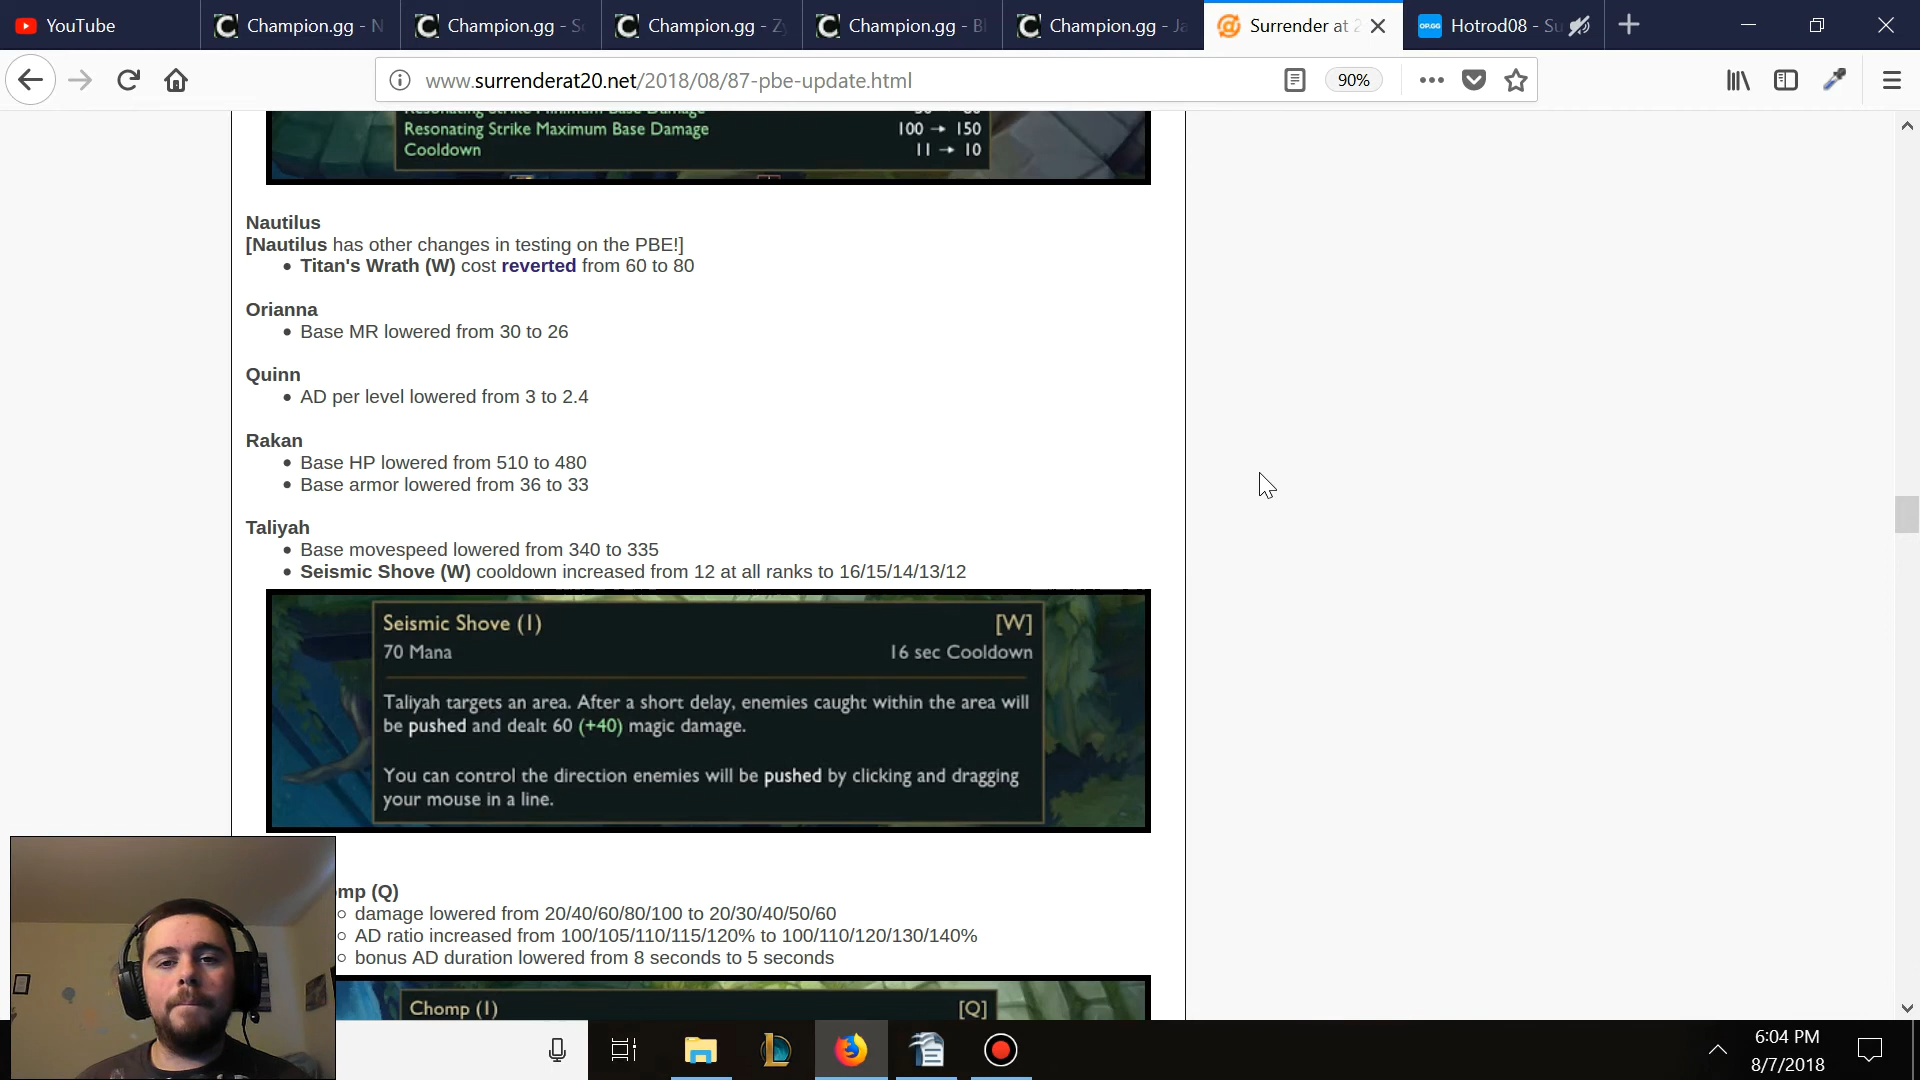 YouTube
Champion.gg - N
Champion.gg - S
Champion.gg - Zy
Champion.gg - Bl
Champion.gg - Ja
Surrender at 2
OP.GG
Hotrod08 - Su
www.surrenderat20.net/2018/08/87-pbe-update.html
90%
Resonating Strike Minimum Base Damage
Resonating Strike Maximum Base Damage 100 → 150
Cooldown 11 → 10
Nautilus
[Nautilus has other changes in testing on the PBE!]
• Titan's Wrath (W) cost reverted from 60 to 80
Orianna
• Base MR lowered from 30 to 26
Quinn
• AD per level lowered from 3 to 2.4
Rakan
• Base HP lowered from 510 to 480
• Base armor lowered from 36 to 33
Taliyah
• Base movespeed lowered from 340 to 335
• Seismic Shove (W) cooldown increased from 12 at all ranks to 16/15/14/13/12
Seismic Shove (1) [W]
70 Mana 16 sec Cooldown
Taliyah targets an area. After a short delay, enemies caught within the area will
be pushed and dealt 60 (+40) magic damage.
You can control the direction enemies will be pushed by clicking and dragging
your mouse in a line.
omp (Q)
○ damage lowered from 20/40/60/80/100 to 20/30/40/50/60
○ AD ratio increased from 100/105/110/115/120% to 100/110/120/130/140%
○ bonus AD duration lowered from 8 seconds to 5 seconds
Chomp (1) [Q]
6:04 PM
8/7/2018